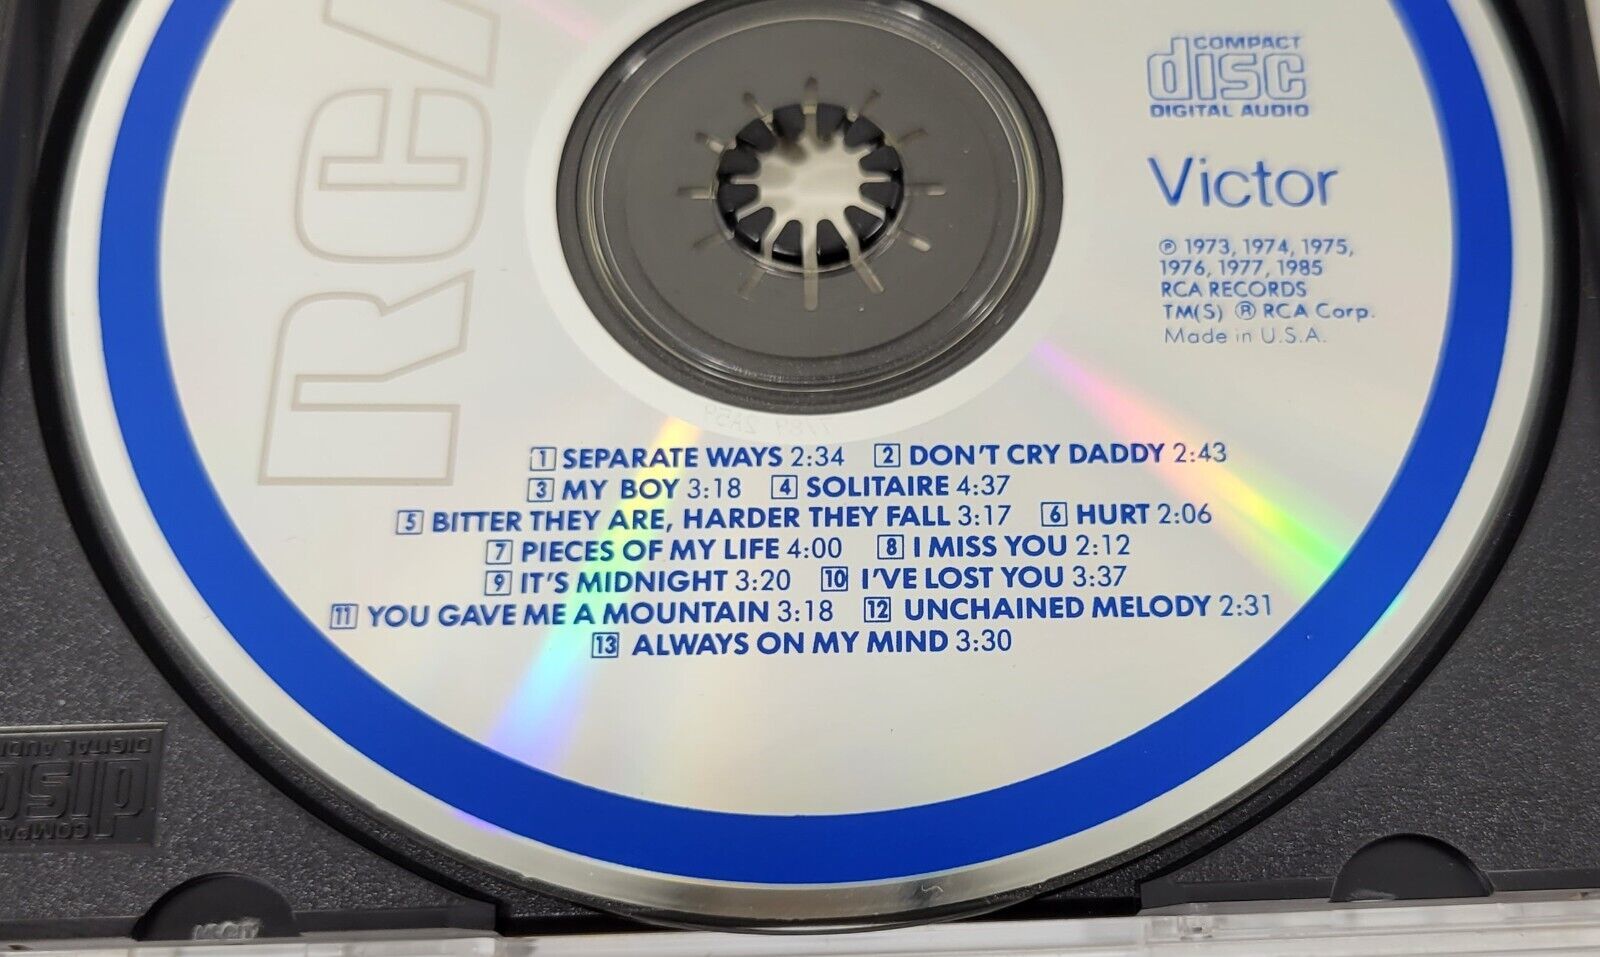 RCA
COMPACT
disc
DIGITAL AUDIO
Victor
℗ 1973, 1974, 1975,
1976, 1977, 1985
RCA RECORDS
TM(S) ® RCA Corp.
Made in U.S.A.
1 SEPARATE WAYS 2:34 2 DON'T CRY DADDY 2:43
3 MY BOY 3:18 4 SOLITAIRE 4:37
5 BITTER THEY ARE, HARDER THEY FALL 3:17 6 HURT 2:06
7 PIECES OF MY LIFE 4:00 8 I MISS YOU 2:12
9 IT'S MIDNIGHT 3:20 10 I'VE LOST YOU 3:37
11 YOU GAVE ME A MOUNTAIN 3:18 12 UNCHAINED MELODY 2:31
13 ALWAYS ON MY MIND 3:30
COMPA
disc
DIGITAL AUDI